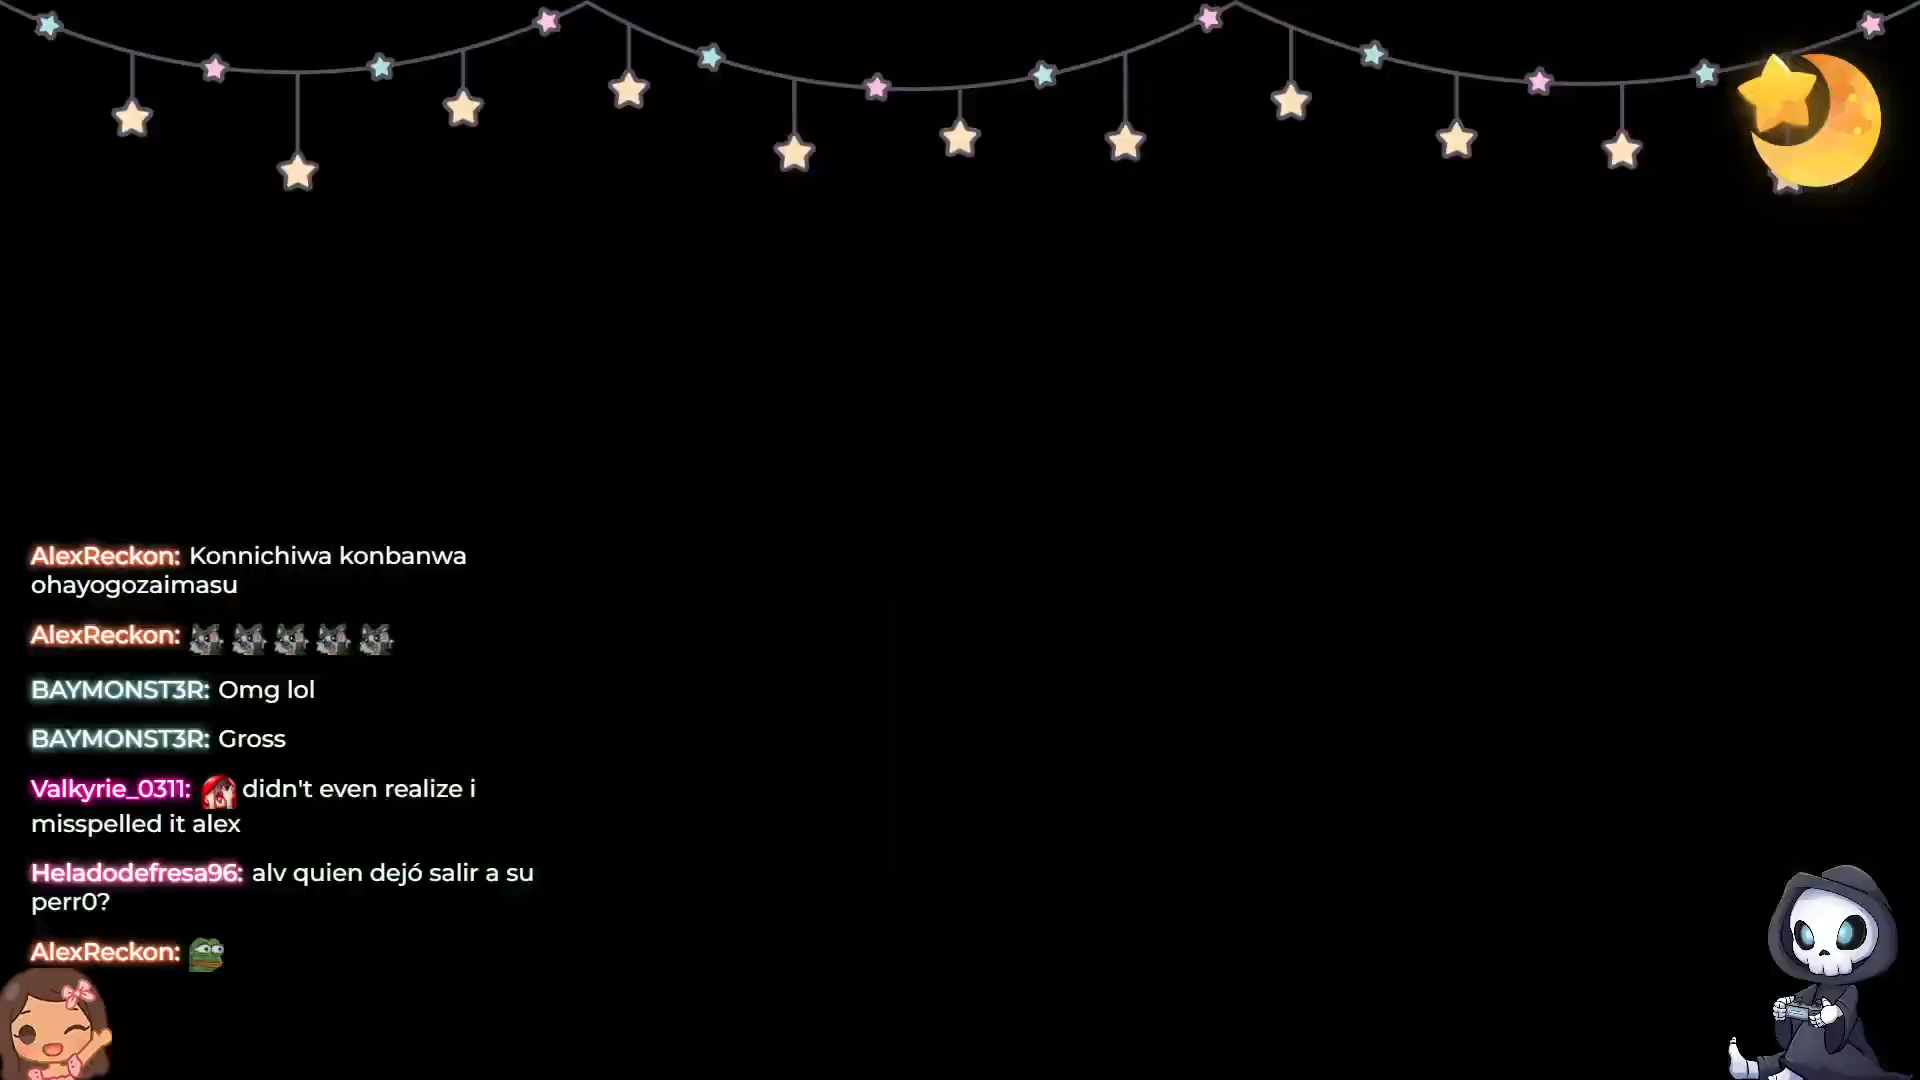 AlexReckon: Konnichiwa konbanwa
ohayogozaimasu
AlexReckon:
BAYMONST3R: Omg lol
BAYMONST3R: Gross
Valkyrie_0311: didn't even realize i
misspelled it alex
Heladodefresa96: alv quien dejó salir a su
perr0?
AlexReckon: